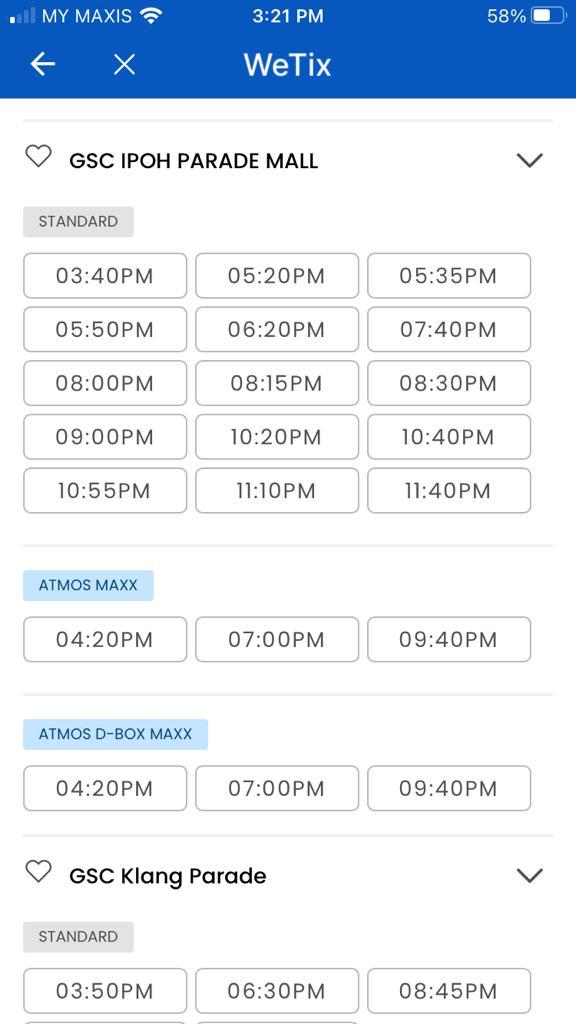 MY MAXIS 3:21 PM 58%
WeTix
GSC IPOH PARADE MALL
STANDARD
03:40PM 05:20PM 05:35PM
05:50PM 06:20PM 07:40PM
08:00PM 08:15PM 08:30PM
09:00PM 10:20PM 10:40PM
10:55PM 11:10PM 11:40PM
ATMOS MAXX
04:20PM 07:00PM 09:40PM
ATMOS D-BOX MAXX
04:20PM 07:00PM 09:40PM
GSC Klang Parade
STANDARD
03:50PM 06:30PM 08:45PM